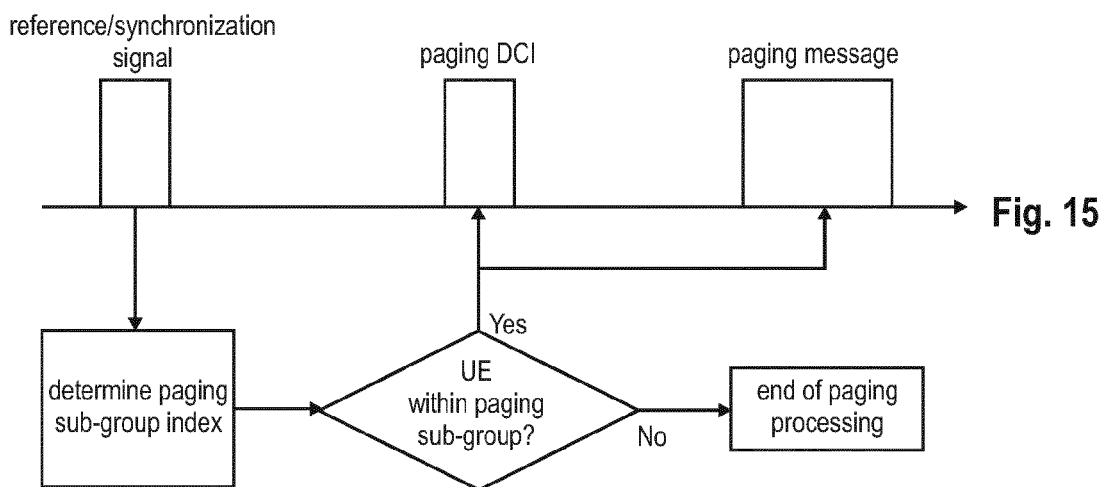 reference/synchronization
signal
paging DCI
paging message
Fig. 15
Yes
determine paging
sub-group index
UE
within paging
sub-group?
No
end of paging
processing